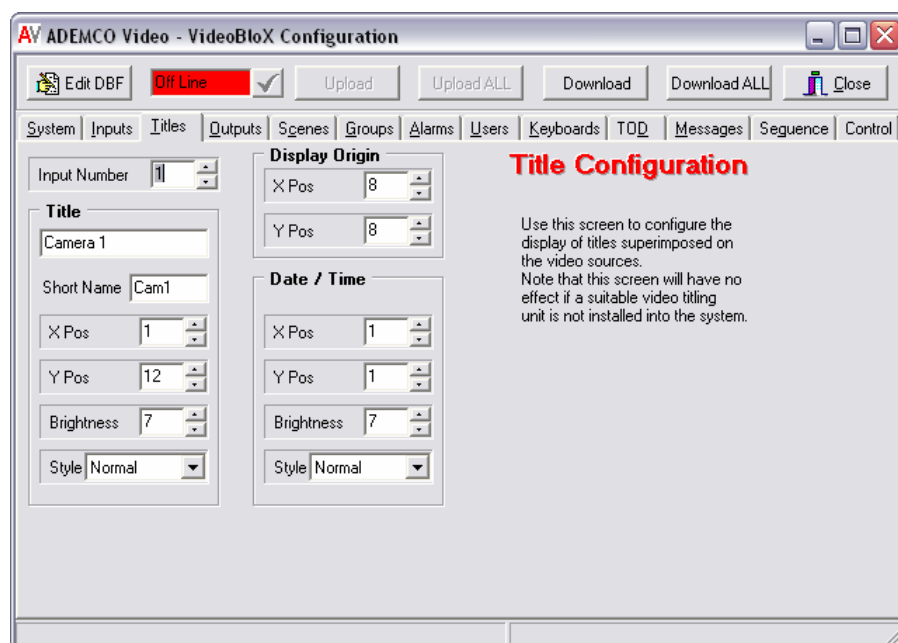 AV ADEMCO Video - VideoBloX Configuration
Edit DBF Off Line Upload Upload ALL Download Download ALL Close
System Inputs Titles Outputs Scenes Groups Alarms Users Keyboards TOD Messages Sequence Control
Input Number 1
Title
Camera 1
Short Name Cam1
X Pos 1
Y Pos 12
Brightness 7
Style Normal
Display Origin
X Pos 8
Y Pos 8
Date / Time
X Pos 1
Y Pos 1
Brightness 7
Style Normal
Title Configuration
Use this screen to configure the
display of titles superimposed on
the video sources.
Note that this screen will have no
effect if a suitable video titling
unit is not installed into the system.